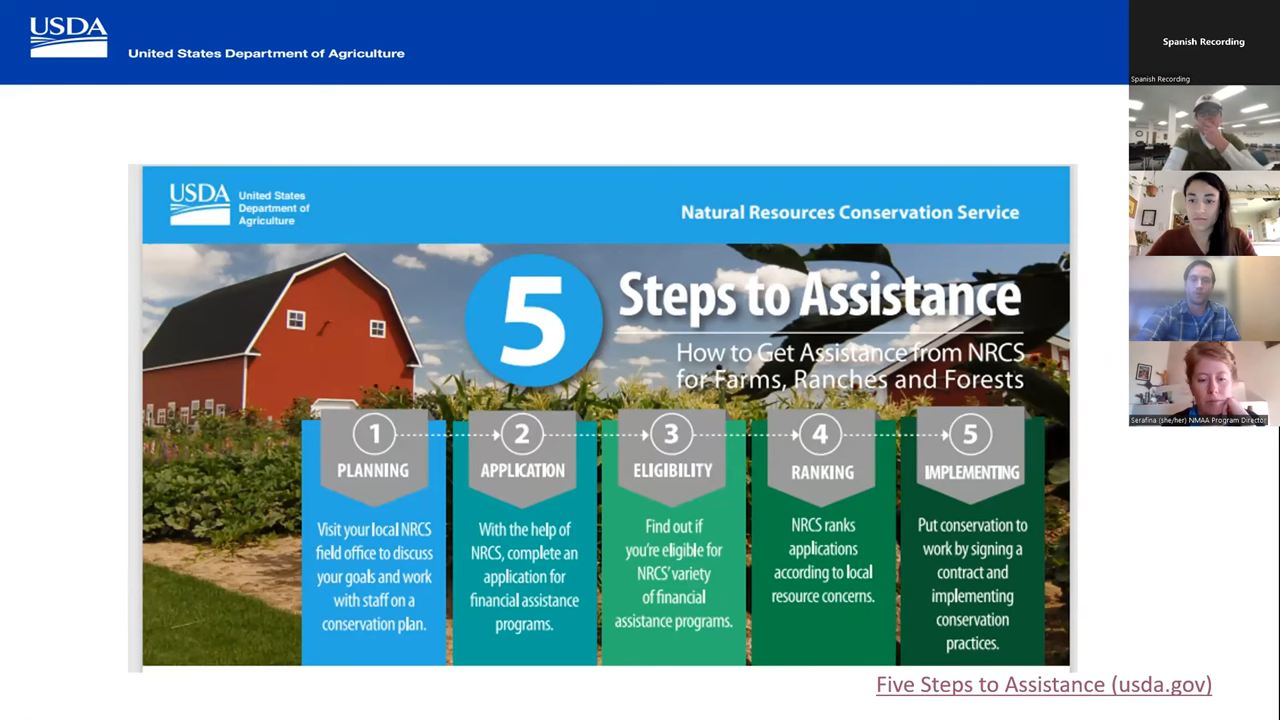 USDA
United States Department of Agriculture
Spanish Recording
Spanish Recording
USDA
United States
Department of
Agriculture
Natural Resources Conservation Service
5
Steps to Assistance
How to Get Assistance from NRCS
for Farms, Ranches and Forests
1
PLANNING
Visit your local NRCS
field office to discuss
your goals and work
with staff on a
conservation plan.
2
APPLICATION
With the help of
NRCS, complete an
application for
financial assistance
programs.
3
ELIGIBILITY
Find out if
you're eligible for
NRCS' variety
of financial
assistance programs.
4
RANKING
NRCS ranks
applications
according to local
resource concerns.
5
IMPLEMENTING
Put conservation to
work by signing a
contract and
implementing
conservation
practices.
Serafina (she/her) NMAA Program Director
Five Steps to Assistance (usda.gov)